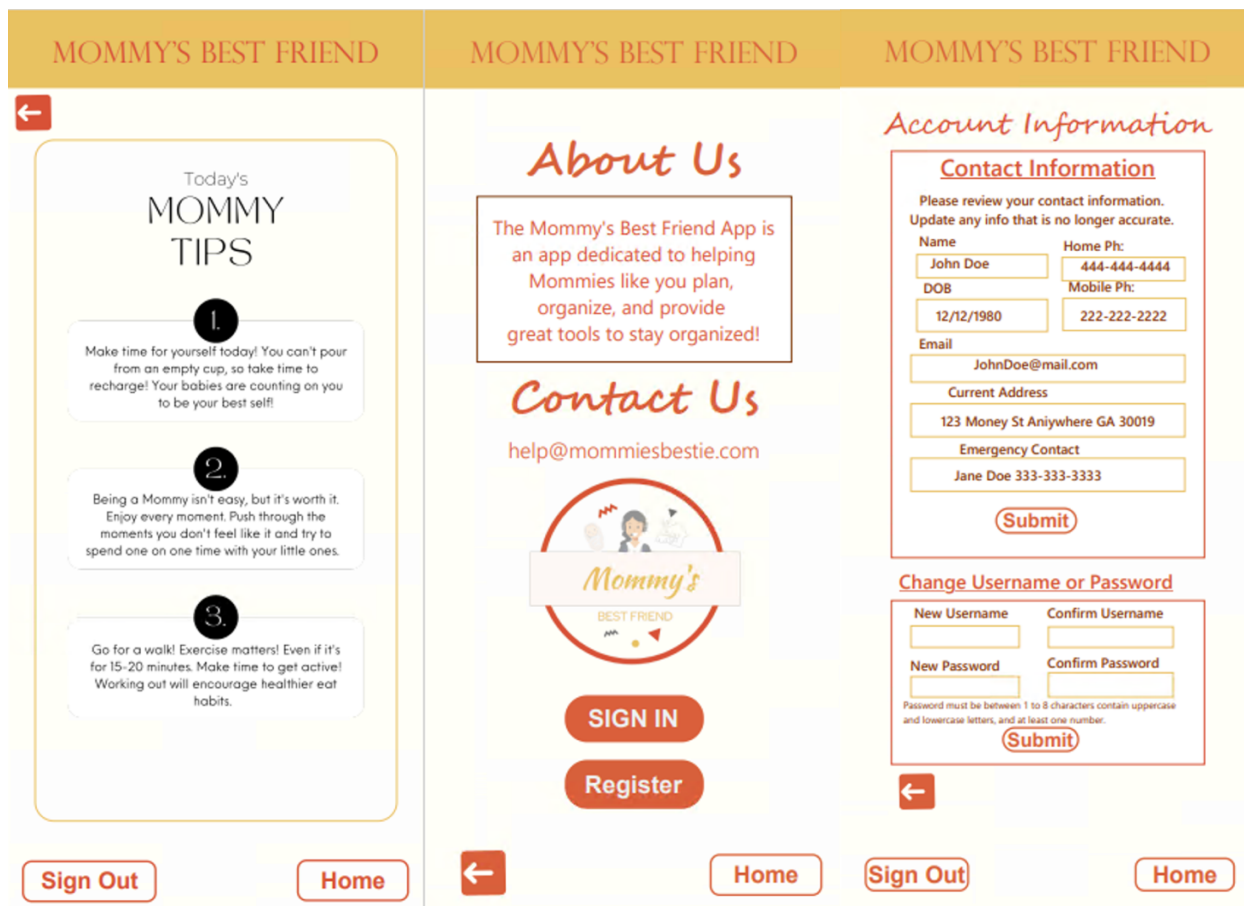 MOMMY'S BEST FRIEND
Today's
MOMMY
TIPS
1.
Make time for yourself today! You can't pour
from an empty cup, so take time to
recharge! Your babies are counting on you
to be your best self!
2.
Being a Mommy isn't easy, but it's worth it.
Enjoy every moment. Push through the
moments you don't feel like it and try to
spend one on one time with your little ones.
3.
Go for a walk! Exercise matters! Even if it's
for 15-20 minutes. Make time to get active!
Working out will encourage healthier eat
habits.
Sign Out
Home
MOMMY'S BEST FRIEND
About Us
The Mommy's Best Friend App is
an app dedicated to helping
Mommies like you plan,
organize, and provide
great tools to stay organized!
Contact Us
help@mommiesbestie.com
Mommy's
BEST FRIEND
SIGN IN
Register
Home
MOMMY'S BEST FRIEND
Account Information
Contact Information
Please review your contact information.
Update any info that is no longer accurate.
Name
Home Ph:
John Doe
444-444-4444
DOB
Mobile Ph:
12/12/1980
222-222-2222
Email
JohnDoe@mail.com
Current Address
123 Money St Aniywhere GA 30019
Emergency Contact
Jane Doe 333-333-3333
Submit
Change Username or Password
New Username
Confirm Username
New Password
Confirm Password
Password must be between 1 to 8 characters contain uppercase
and lowercase letters, and at least one number.
Submit
Sign Out
Home